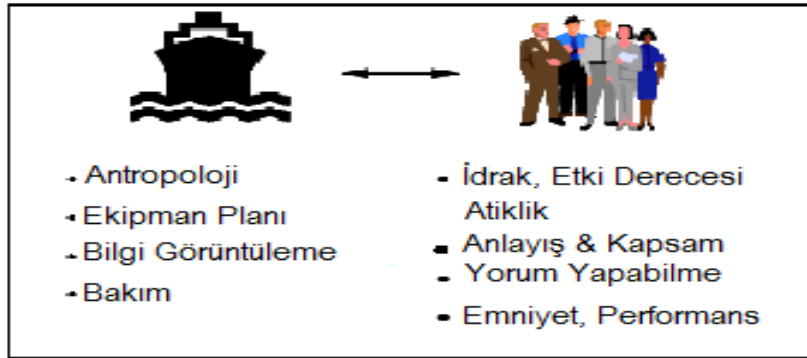 - Antropoloji
- Ekipman Planı
- Bilgi Görüntüleme
- Bakım
- İdrak, Etki Derecesi
Atiklik
- Anlayış & Kapsam
- Yorum Yapabilme
- Emniyet, Performans